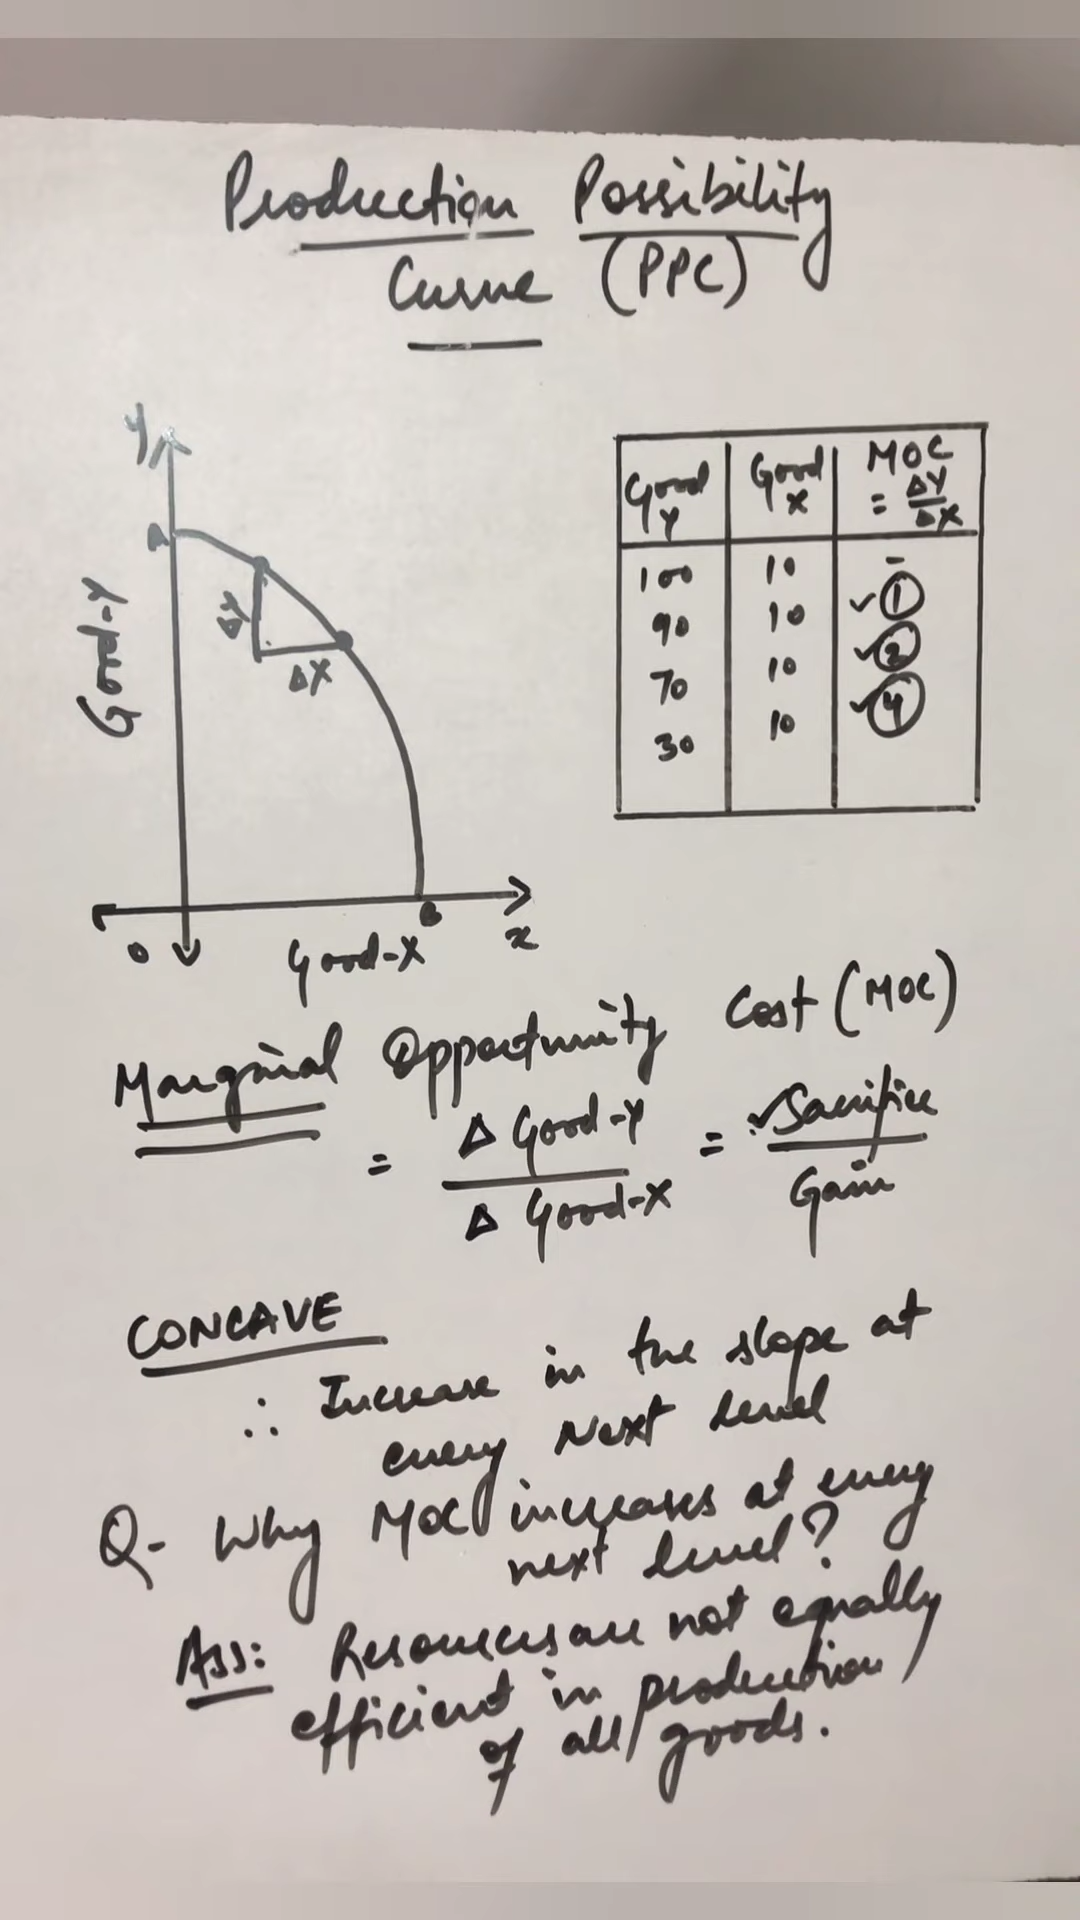 Production Possibility
Curve (PPC)
y
A
Good-Y
ΔY
ΔX
B
0
Good-X
x
Good Y | Good X | MOC = ΔY/ΔX
100 | 10 | -
90 | 10 | ✓ 1
70 | 10 | ✓ 2
30 | 10 | ✓ 4
Marginal Opportunity Cost (MOC)
= Δ Good-Y / Δ Good-X = ✓ Sacrifice / Gain
CONCAVE
∴ Increase in the slope at
every Next level
Q- Why MOC increases at every
next level?
Ass: Resources are not equally
efficient in production
of all goods.